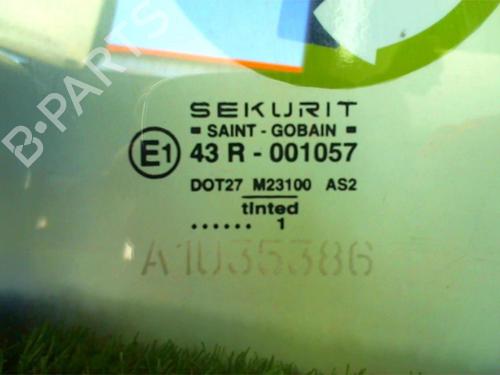 B-PARTS
SEKURIT
SAINT - GOBAIN
E1 43 R - 001057
DOT27 M23100 AS2
tinted
...... 1
A1035386